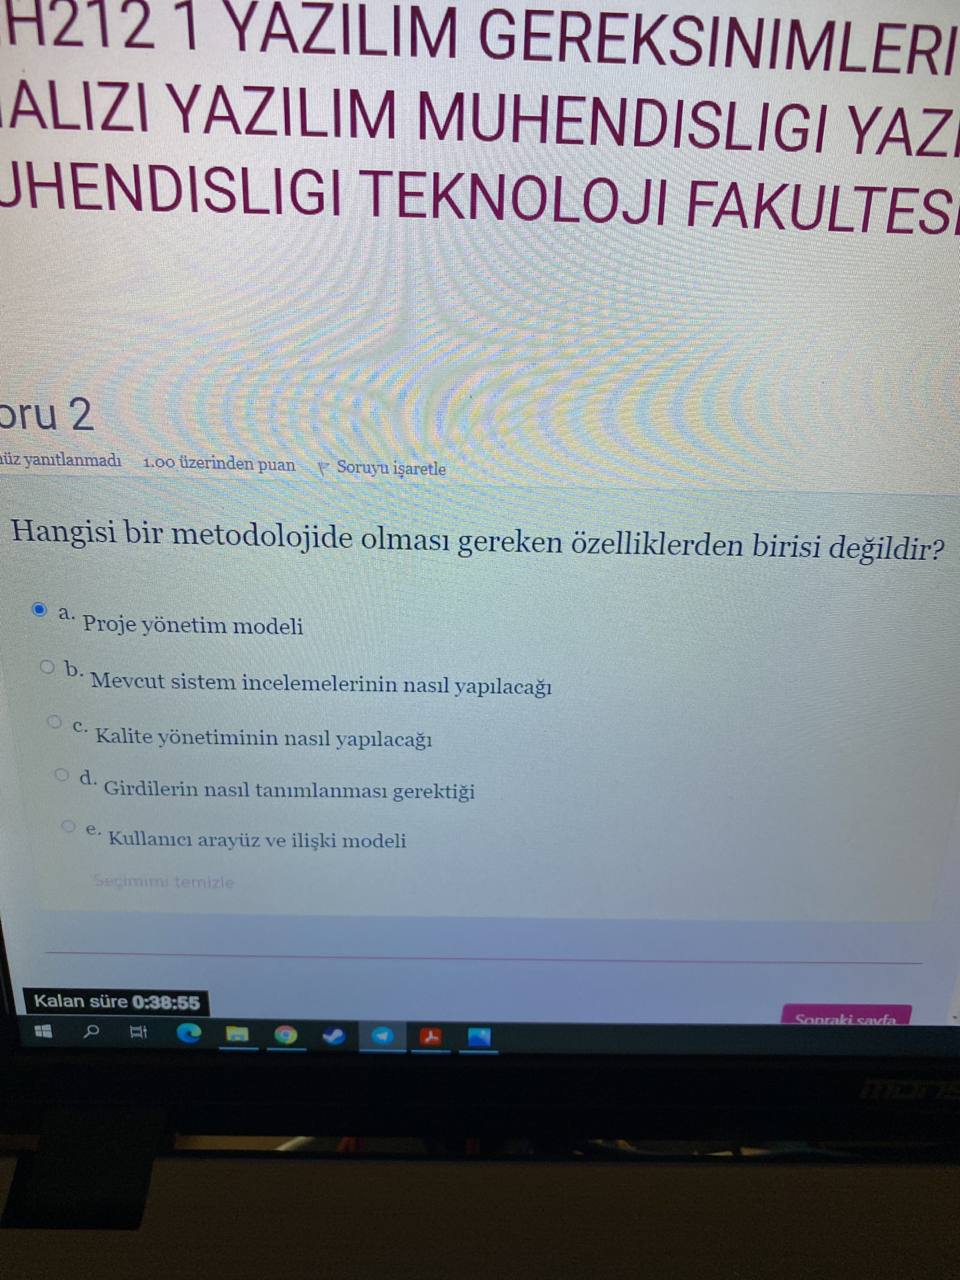 H212 1 YAZILIM GEREKSINIMLERI
ALIZI YAZILIM MUHENDISLIGI YAZI
UHENDISLIGI TEKNOLOJI FAKULTESI
oru 2
nüz yanıtlanmadı 1.00 üzerinden puan Soruyu işaretle
Hangisi bir metodolojide olması gereken özelliklerden birisi değildir?
a. Proje yönetim modeli
b. Mevcut sistem incelemelerinin nasıl yapılacağı
c. Kalite yönetiminin nasıl yapılacağı
d. Girdilerin nasıl tanımlanması gerektiği
e. Kullanıcı arayüz ve ilişki modeli
Seçimimi temizle
Kalan süre 0:38:55
Sonraki sayfa